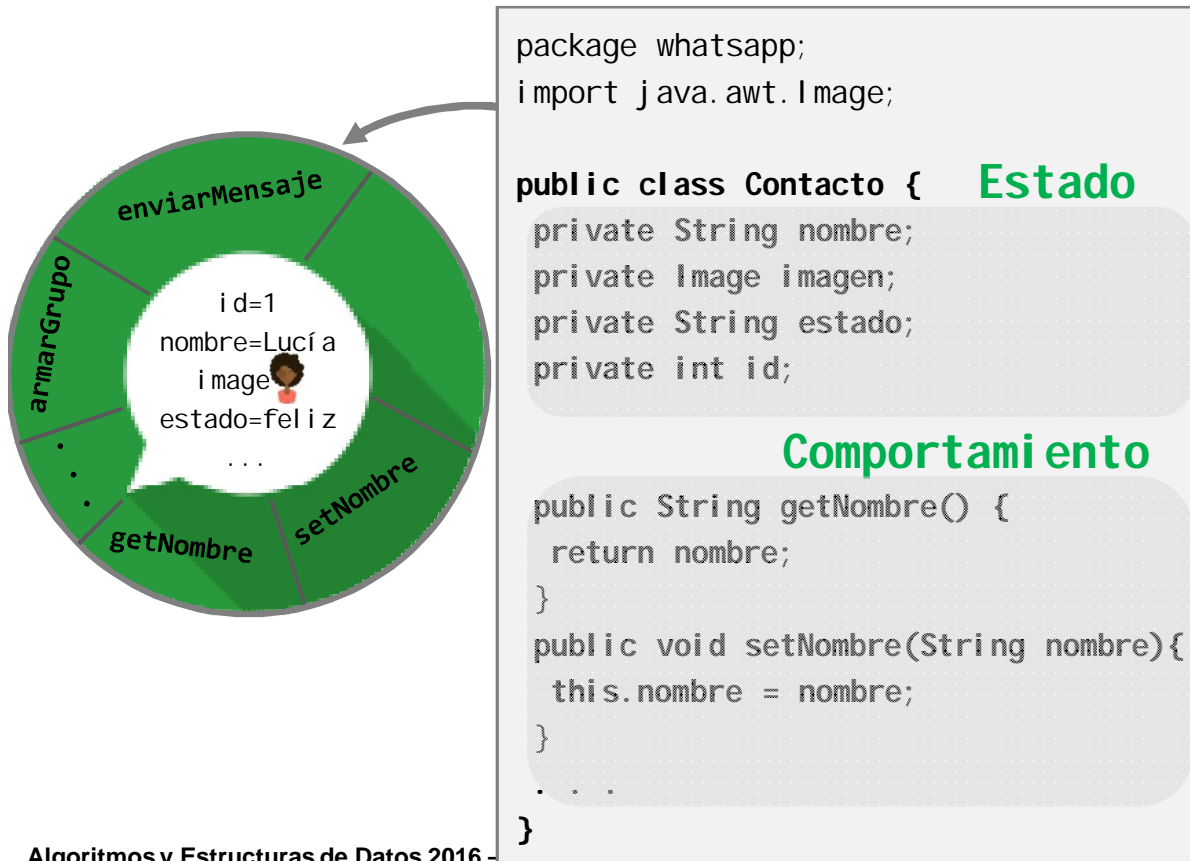 package whatsapp;
import java.awt.Image;
public class Contacto {
Estado
private String nombre;
private Image imagen;
private String estado;
private int id;
Comportamiento
public String getNombre() {
return nombre;
}
public void setNombre(String nombre){
this.nombre = nombre;
}
. . .
}
enviarMensaje
armarGrupo
. . .
getNombre
setNombre
id=1
nombre=Lucía
image
estado=feliz
...
Algoritmos y Estructuras de Datos 2016 –